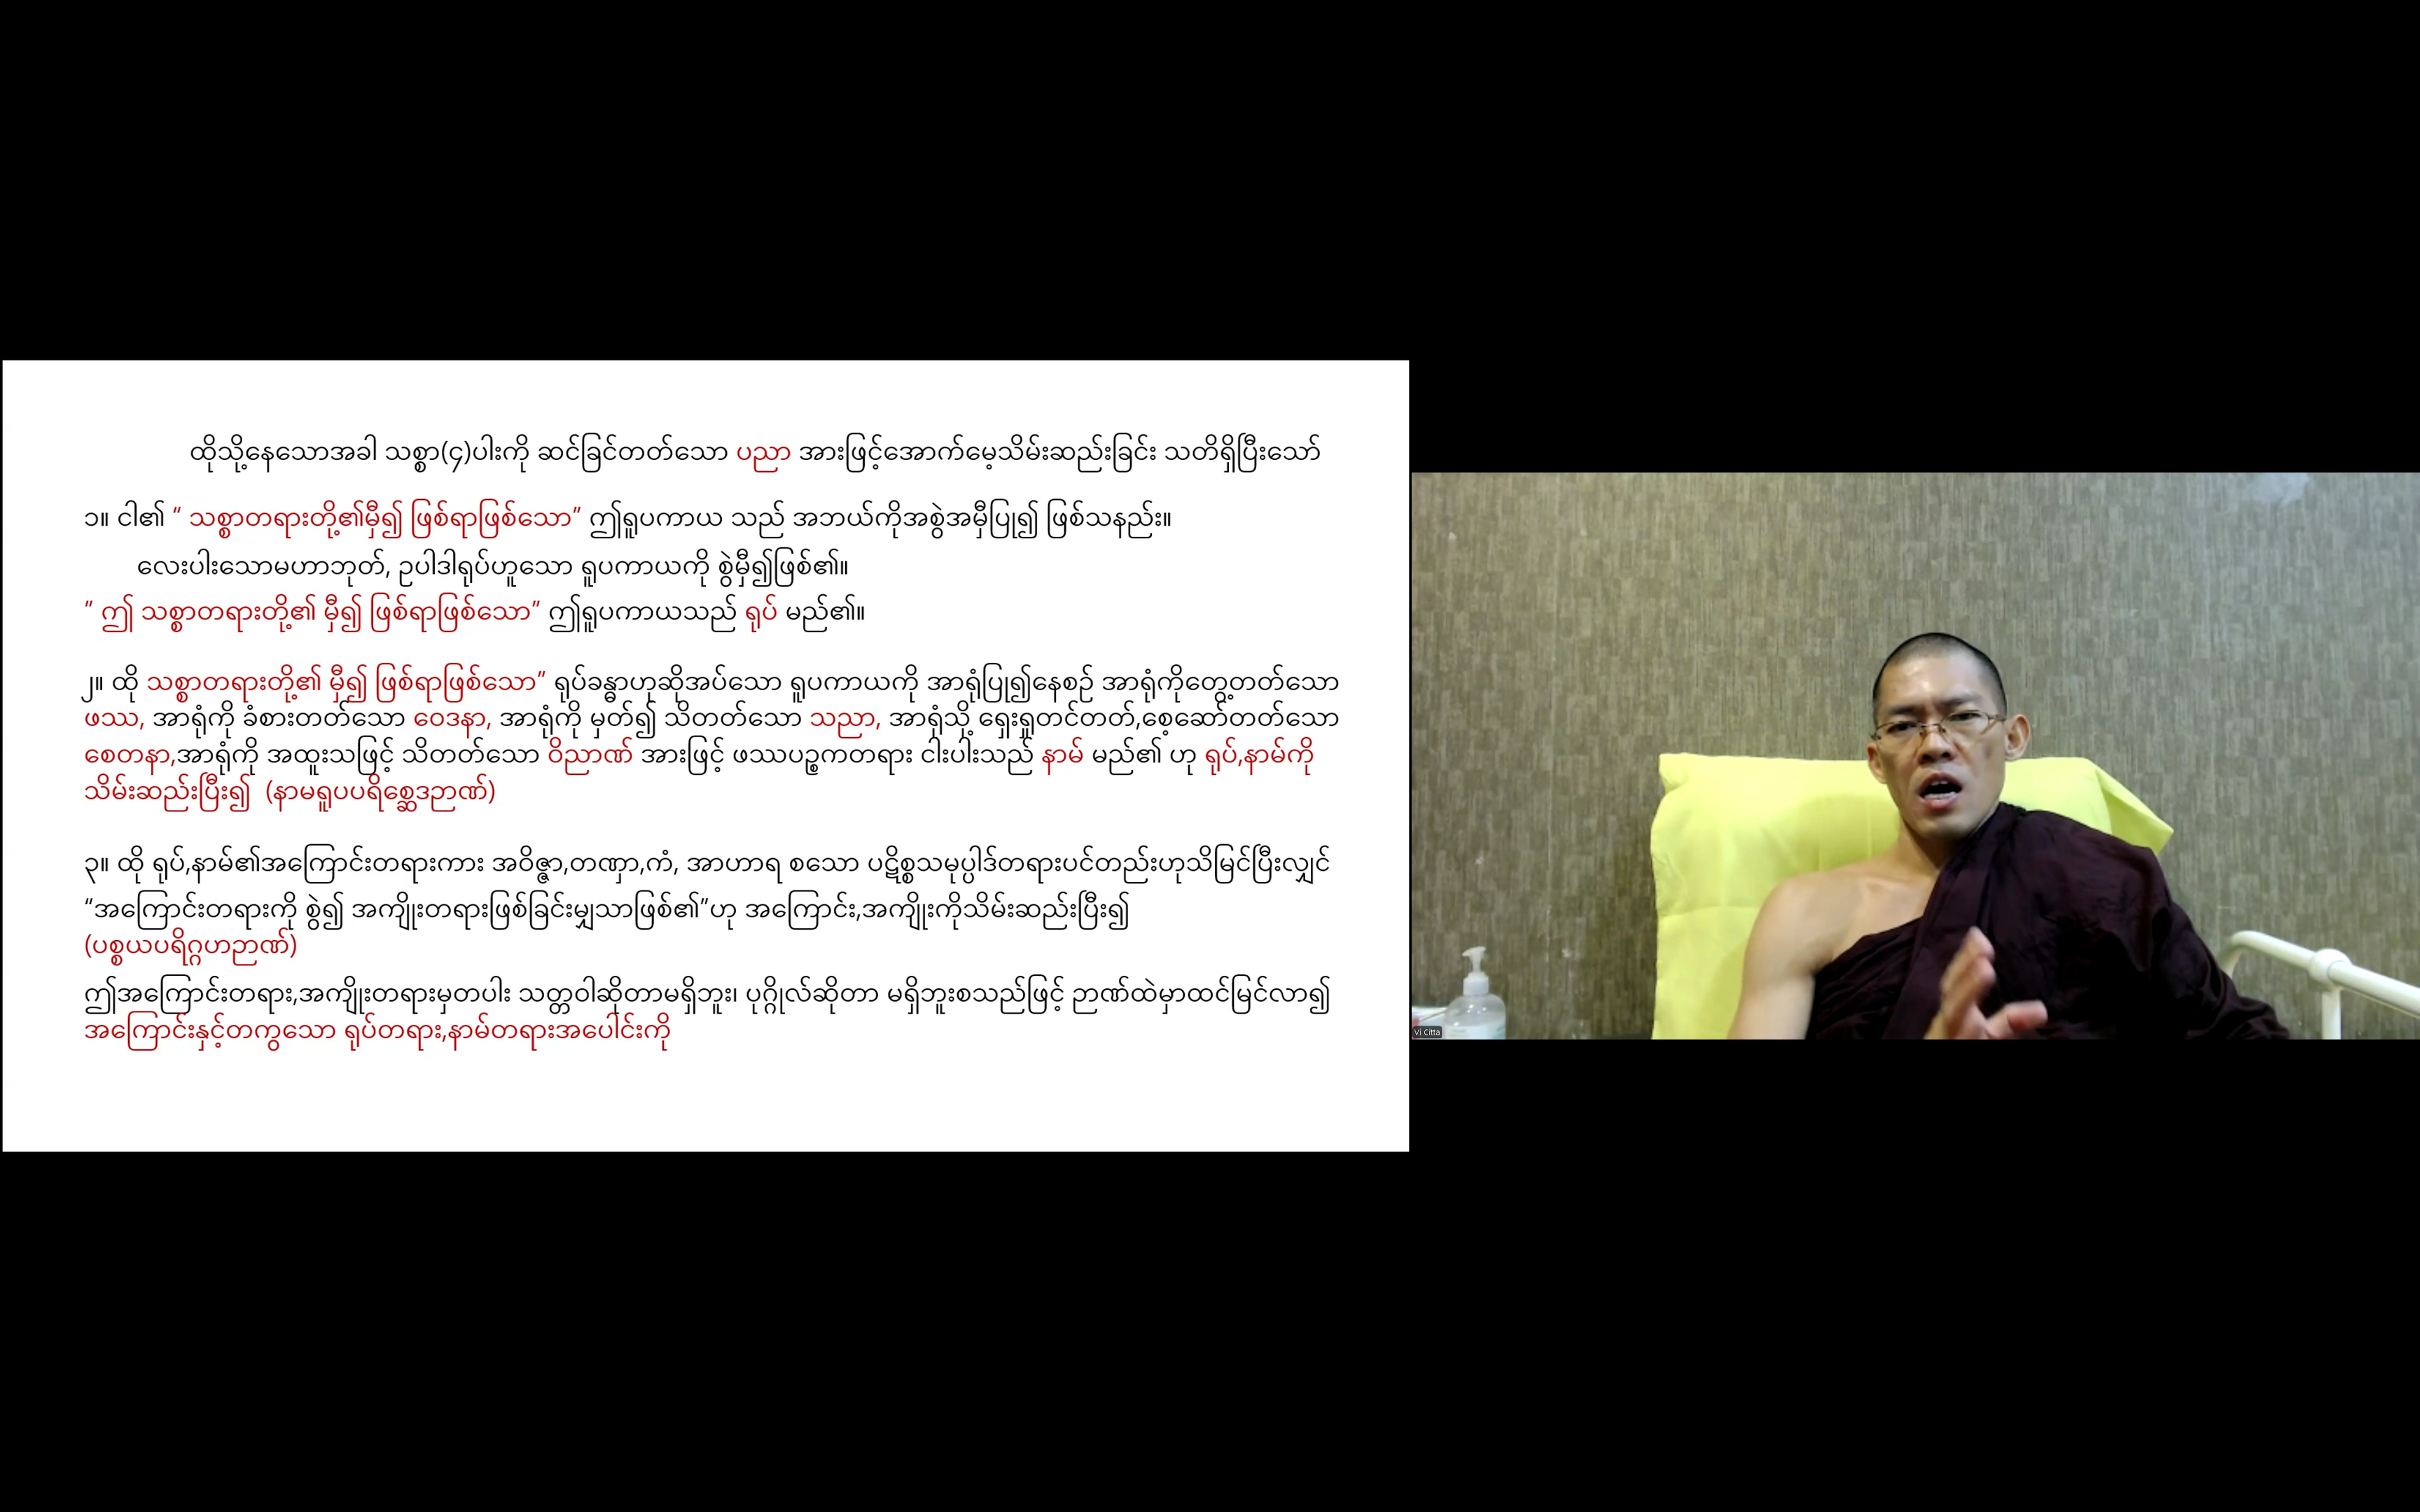 ထိုသို့နေသောအခါ သစ္စာ(၄)ပါးကို ဆင်ခြင်တတ်သော ပညာ အားဖြင့်အောက်မေ့သိမ်းဆည်းခြင်း သတိရှိပြီးသော်
၁။ ငါ၏ “ သစ္စာတရားတို့၏မှီ၍ ဖြစ်ရာဖြစ်သော” ဤရူပကာယ သည် အဘယ်ကိုအစွဲအမှီပြု၍ ဖြစ်သနည်း။
လေးပါးသောမဟာဘုတ်, ဥပါဒါရုပ်ဟူသော ရူပကာယကို စွဲမှီ၍ဖြစ်၏။
” ဤ သစ္စာတရားတို့၏ မှီ၍ ဖြစ်ရာဖြစ်သော” ဤရူပကာယသည် ရုပ် မည်၏။
၂။ ထို သစ္စာတရားတို့၏ မှီ၍ ဖြစ်ရာဖြစ်သော” ရုပ်ခန္ဓာဟုဆိုအပ်သော ရူပကာယကို အာရုံပြု၍နေစဉ် အာရုံကိုတွေ့တတ်သော
ဖဿ, အာရုံကို ခံစားတတ်သော ဝေဒနာ, အာရုံကို မှတ်၍ သိတတ်သော သညာ, အာရုံသို့ ရှေးရှုတင်တတ်,စေ့ဆော်တတ်သော
စေတနာ,အာရုံကို အထူးသဖြင့် သိတတ်သော ဝိညာဏ် အားဖြင့် ဖဿပဉ္စကတရား ငါးပါးသည် နာမ် မည်၏ ဟု ရုပ်,နာမ်ကို
သိမ်းဆည်းပြီး၍ (နာမရူပပရိစ္ဆေဒဉာဏ်)
၃။ ထို ရုပ်,နာမ်၏အကြောင်းတရားကား အဝိဇ္ဇာ,တဏှာ,ကံ, အာဟာရ စသော ပဋိစ္စသမုပ္ပါဒ်တရားပင်တည်းဟုသိမြင်ပြီးလျှင်
“အကြောင်းတရားကို စွဲ၍ အကျိုးတရားဖြစ်ခြင်းမျှသာဖြစ်၏”ဟု အကြောင်း,အကျိုးကိုသိမ်းဆည်းပြီး၍
(ပစ္စယပရိဂ္ဂဟဉာဏ်)
ဤအကြောင်းတရား,အကျိုးတရားမှတပါး သတ္တဝါဆိုတာမရှိဘူး၊ ပုဂ္ဂိုလ်ဆိုတာ မရှိဘူးစသည်ဖြင့် ဉာဏ်ထဲမှာထင်မြင်လာ၍
အကြောင်းနှင့်တကွသော ရုပ်တရား,နာမ်တရားအပေါင်းကို
Vi Citta